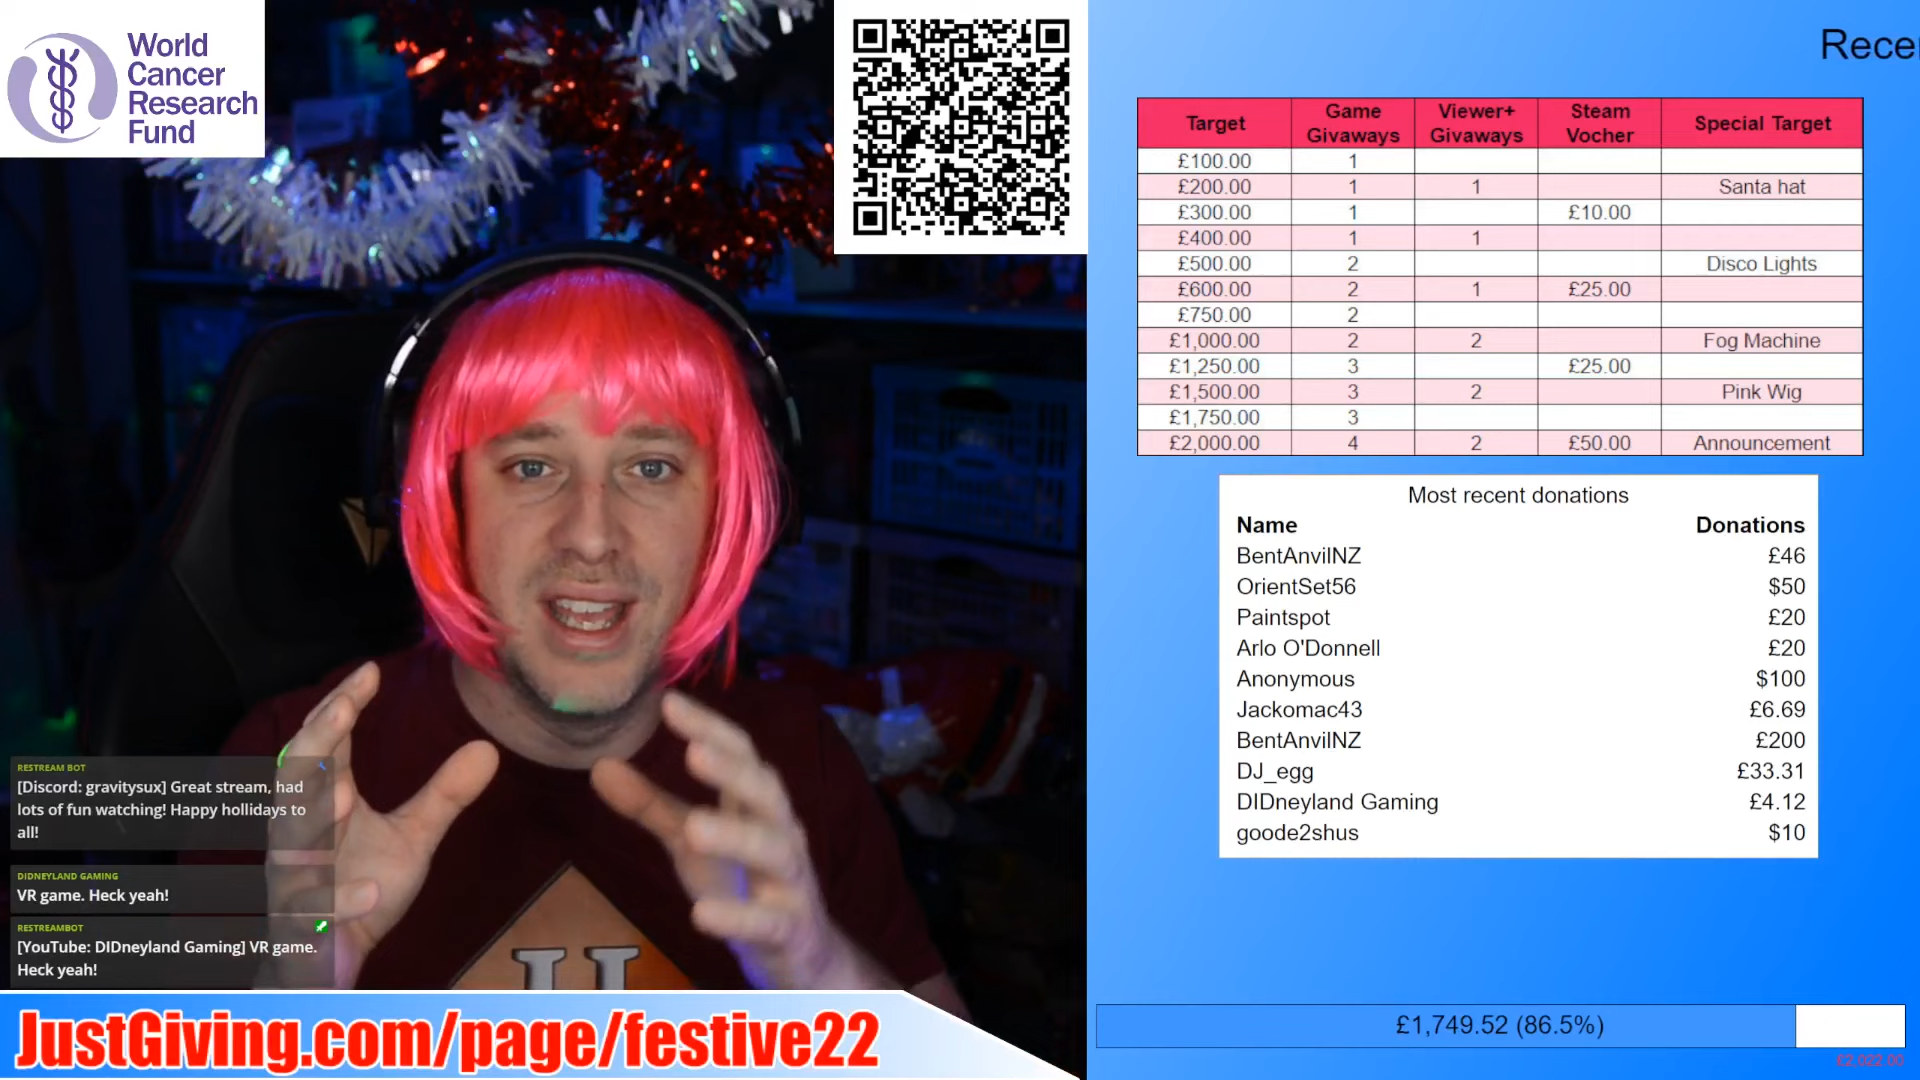 World
Cancer
Research
Fund
Rece
Target Game Givaways Viewer+ Givaways Steam Vocher Special Target
£100.00 1
£200.00 1 1 Santa hat
£300.00 1 £10.00
£400.00 1 1
£500.00 2 Disco Lights
£600.00 2 1 £25.00
£750.00 2
£1,000.00 2 2 Fog Machine
£1,250.00 3 £25.00
£1,500.00 3 2 Pink Wig
£1,750.00 3
£2,000.00 4 2 £50.00 Announcement
Most recent donations
Name Donations
BentAnvilNZ £46
OrientSet56 $50
Paintspot £20
Arlo O'Donnell £20
Anonymous $100
Jackomac43 £6.69
BentAnvilNZ £200
DJ_egg £33.31
DIDneyland Gaming £4.12
goode2shus $10
RESTREAM BOT
[Discord: gravitysux] Great stream, had
lots of fun watching! Happy hollidays to
all!
DIDNEYLAND GAMING
VR game. Heck yeah!
RESTREAMBOT
[YouTube: DIDneyland Gaming] VR game.
Heck yeah!
JustGiving.com/page/festive22
£1,749.52 (86.5%)
£2,022.00